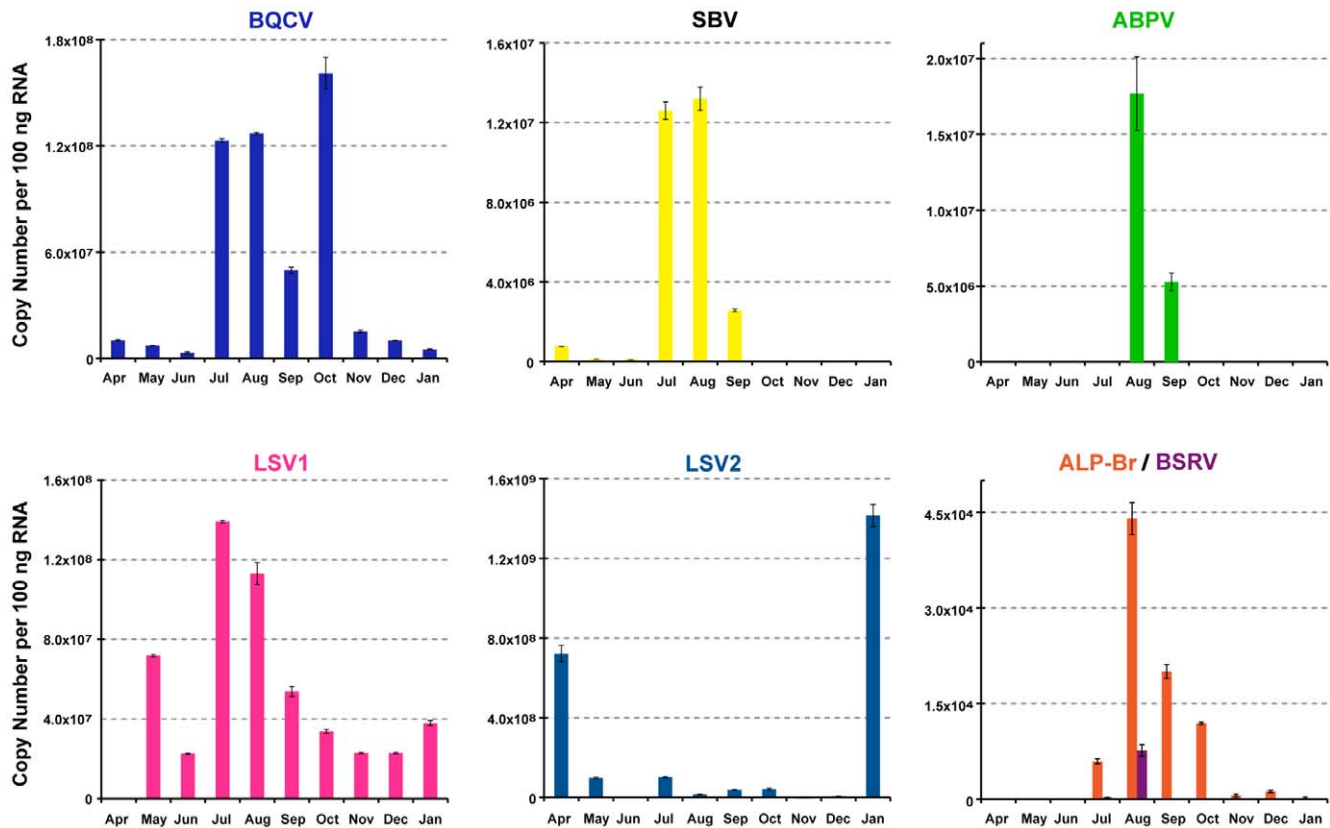 BQCV
1.8x10⁸
1.2x10⁸
6.0x10⁷
0
Copy Number per 100 ng RNA
Apr May Jun Jul Aug Sep Oct Nov Dec Jan
SBV
1.6x10⁷
1.2x10⁷
8.0x10⁶
4.0x10⁶
0
Apr May Jun Jul Aug Sep Oct Nov Dec Jan
ABPV
2.0x10⁷
1.5x10⁷
1.0x10⁷
5.0x10⁶
0
Apr May Jun Jul Aug Sep Oct Nov Dec Jan
LSV1
1.6x10⁸
1.2x10⁸
8.0x10⁷
4.0x10⁷
0
Copy Number per 100 ng RNA
Apr May Jun Jul Aug Sep Oct Nov Dec Jan
LSV2
1.6x10⁹
1.2x10⁹
8.0x10⁸
4.0x10⁸
0
Apr May Jun Jul Aug Sep Oct Nov Dec Jan
ALP-Br / BSRV
4.5x10⁴
3.0x10⁴
1.5x10⁴
0
Apr May Jun Jul Aug Sep Oct Nov Dec Jan